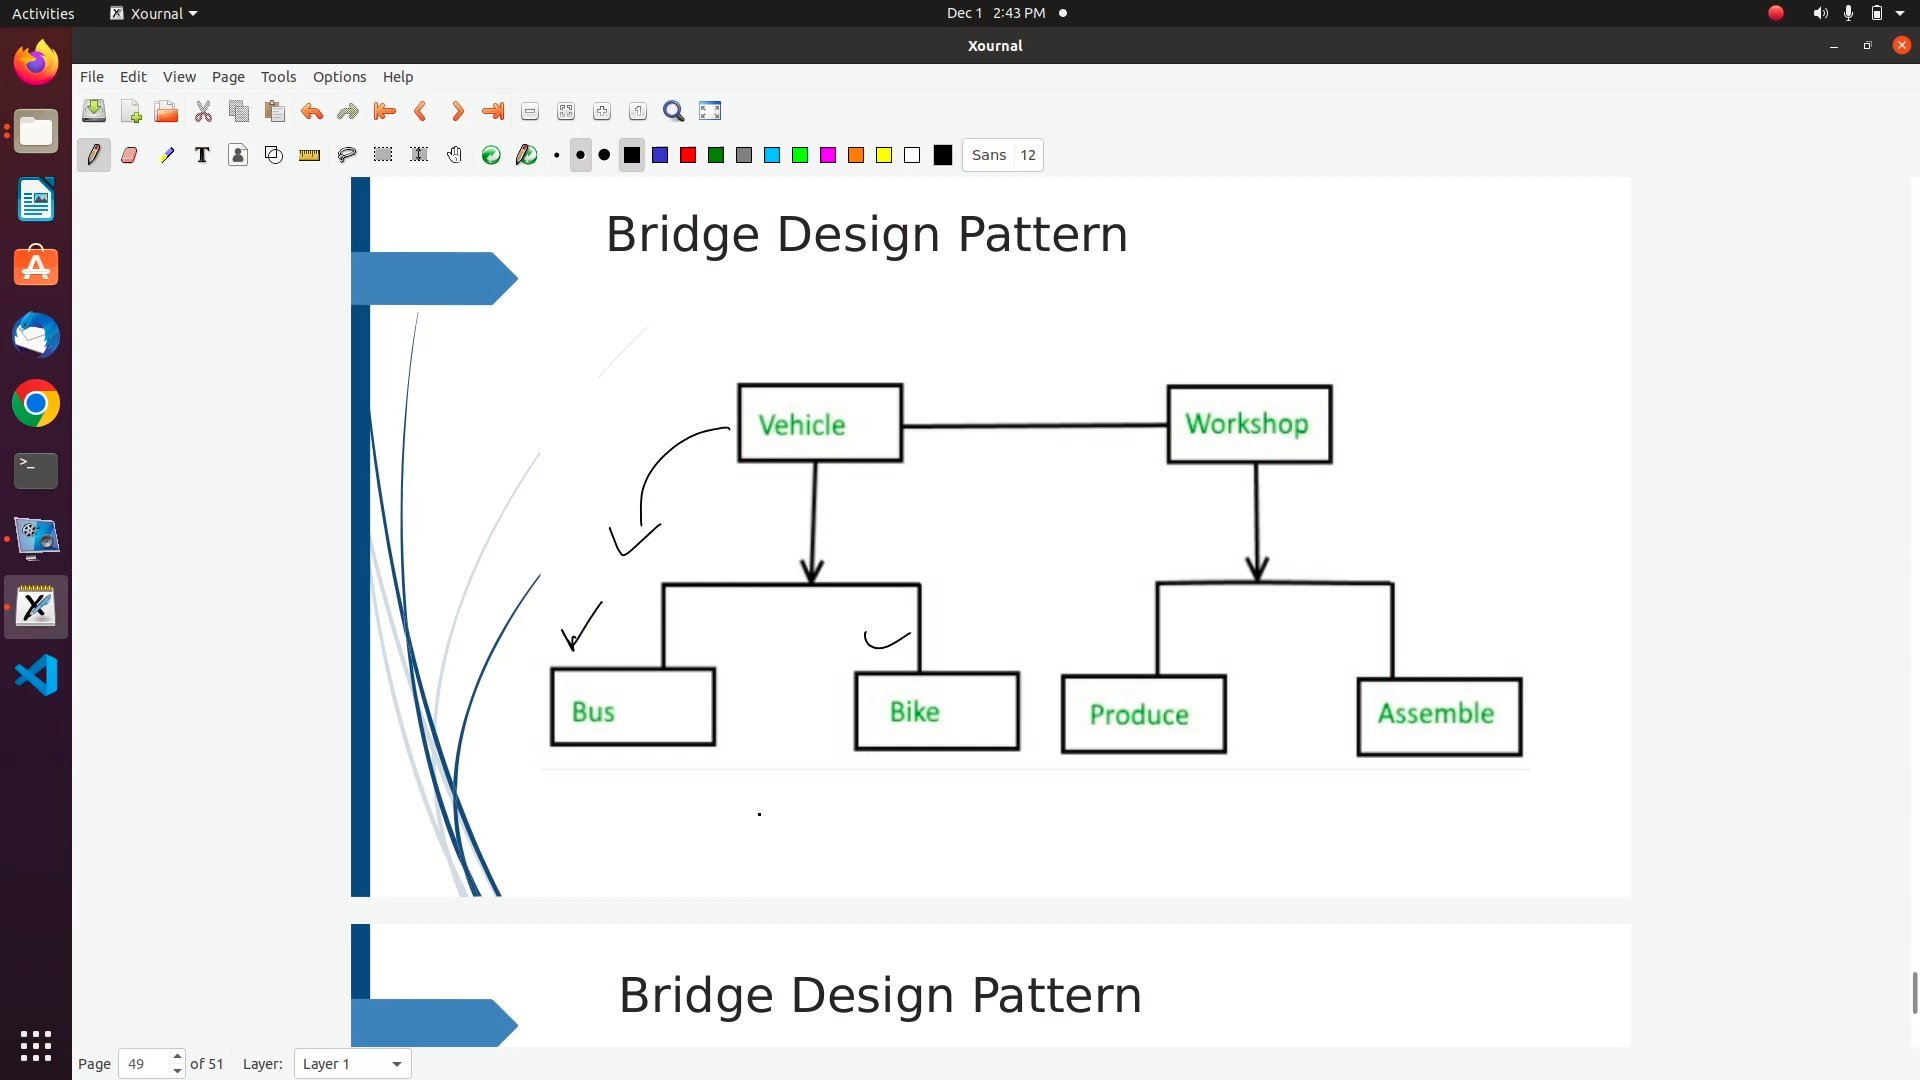 Activities Xournal Dec 1 2:43 PM
Xournal
File Edit View Page Tools Options Help
T Sans 12
Bridge Design Pattern
Vehicle Workshop
Bus Bike Produce Assemble
Bridge Design Pattern
Page 49 of 51 Layer: Layer 1